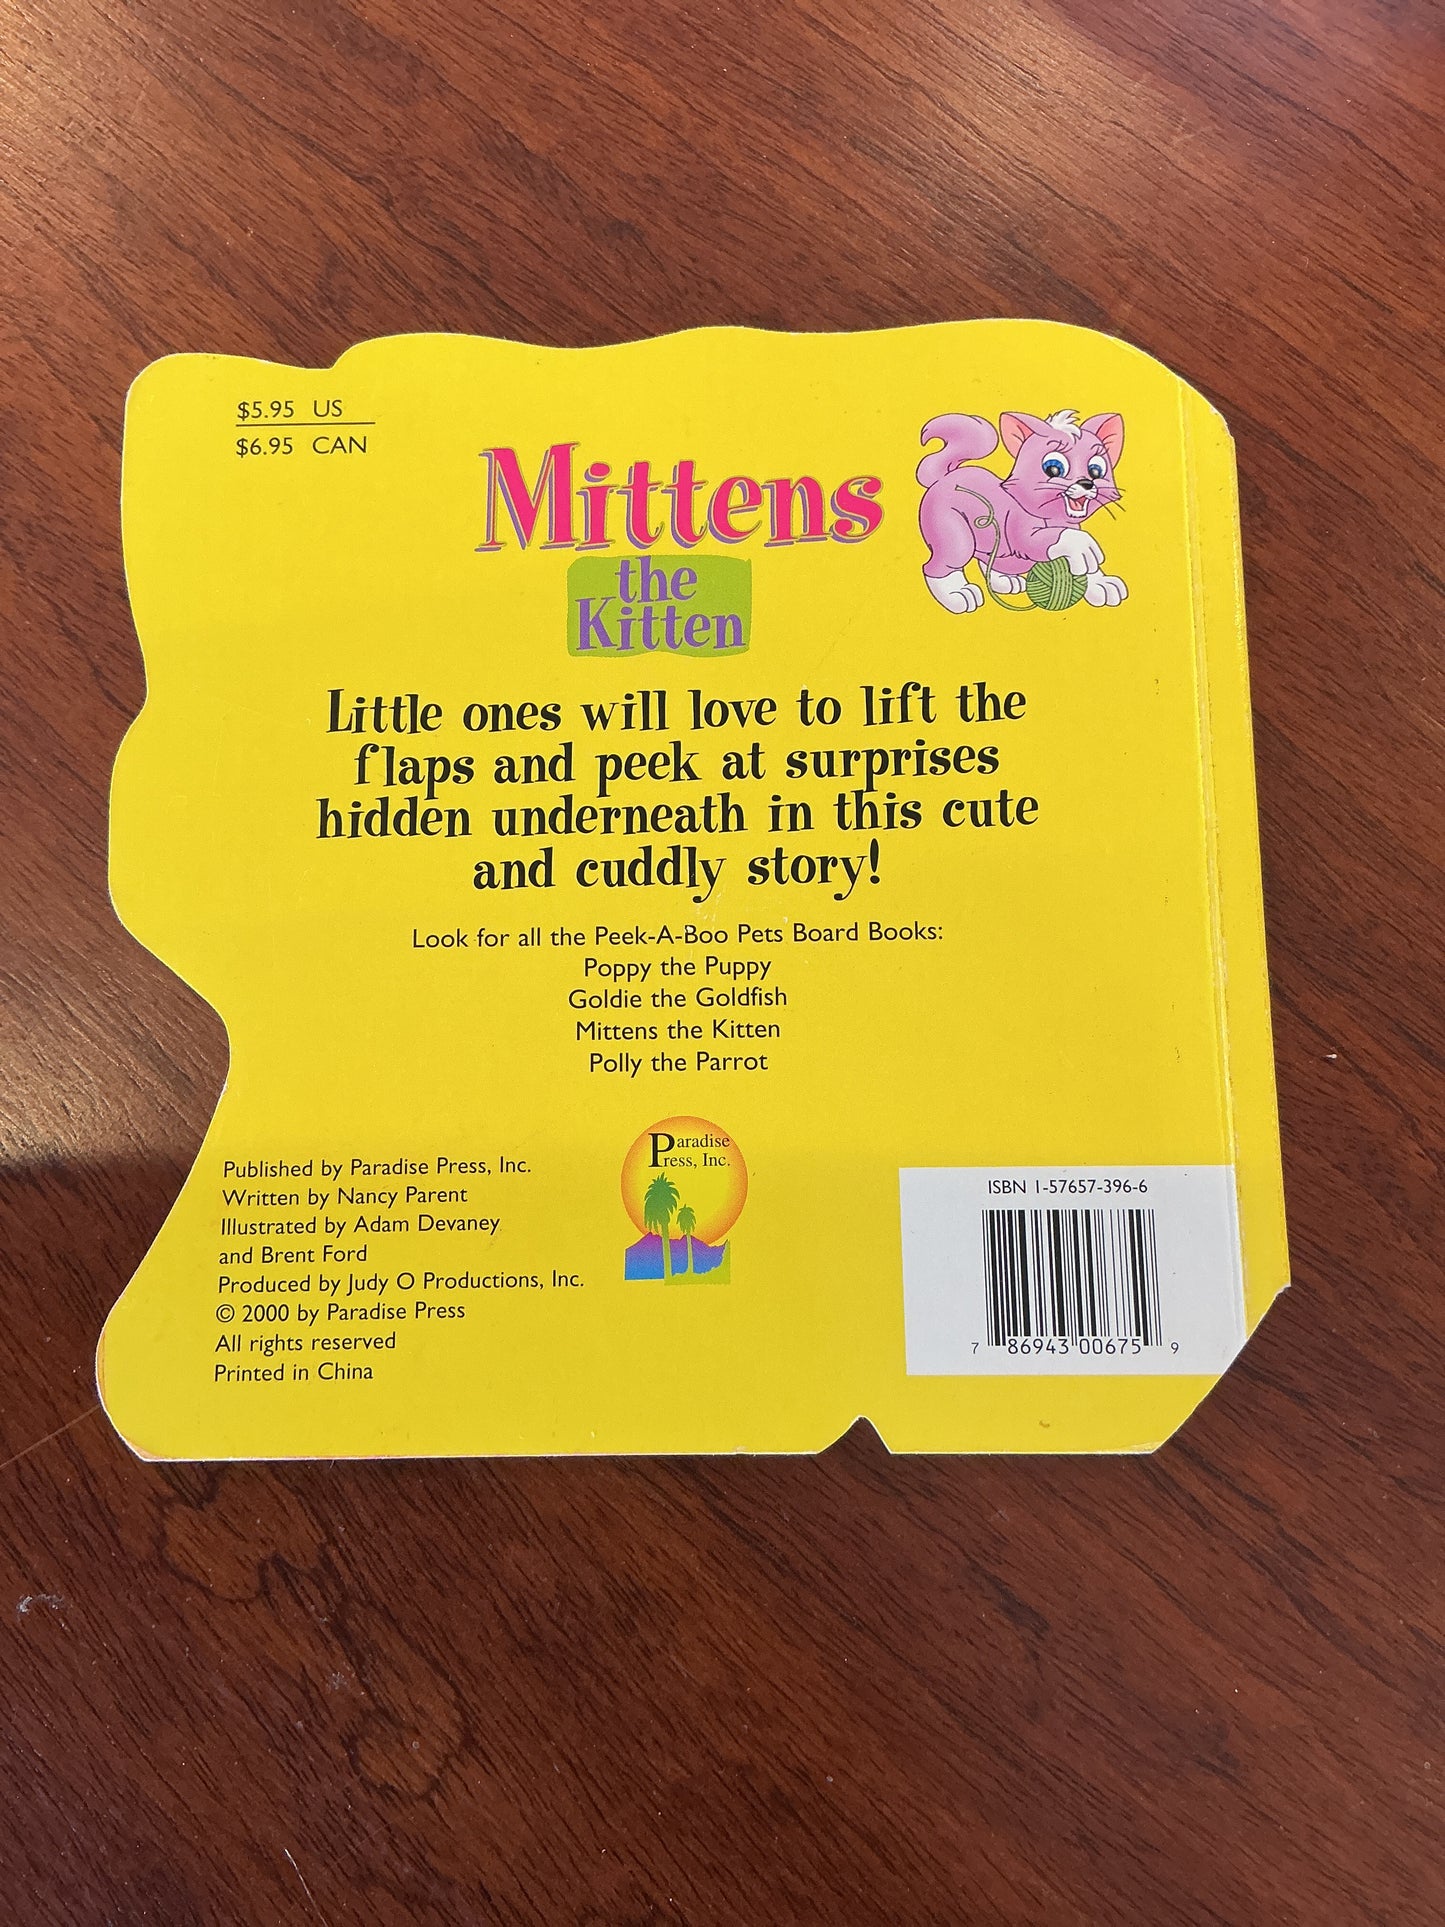 $5.95 US
$6.95 CAN
Mittens
the
Kitten
Little ones will love to lift the
flaps and peek at surprises
hidden underneath in this cute
and cuddly story!
Look for all the Peek-A-Boo Pets Board Books:
Poppy the Puppy
Goldie the Goldfish
Mittens the Kitten
Polly the Parrot
Paradise
Press, Inc.
Published by Paradise Press, Inc.
Written by Nancy Parent
Illustrated by Adam Devaney
and Brent Ford
Produced by Judy O Productions, Inc.
© 2000 by Paradise Press
All rights reserved
Printed in China
ISBN 1-57657-396-6
7 86943 00675 9